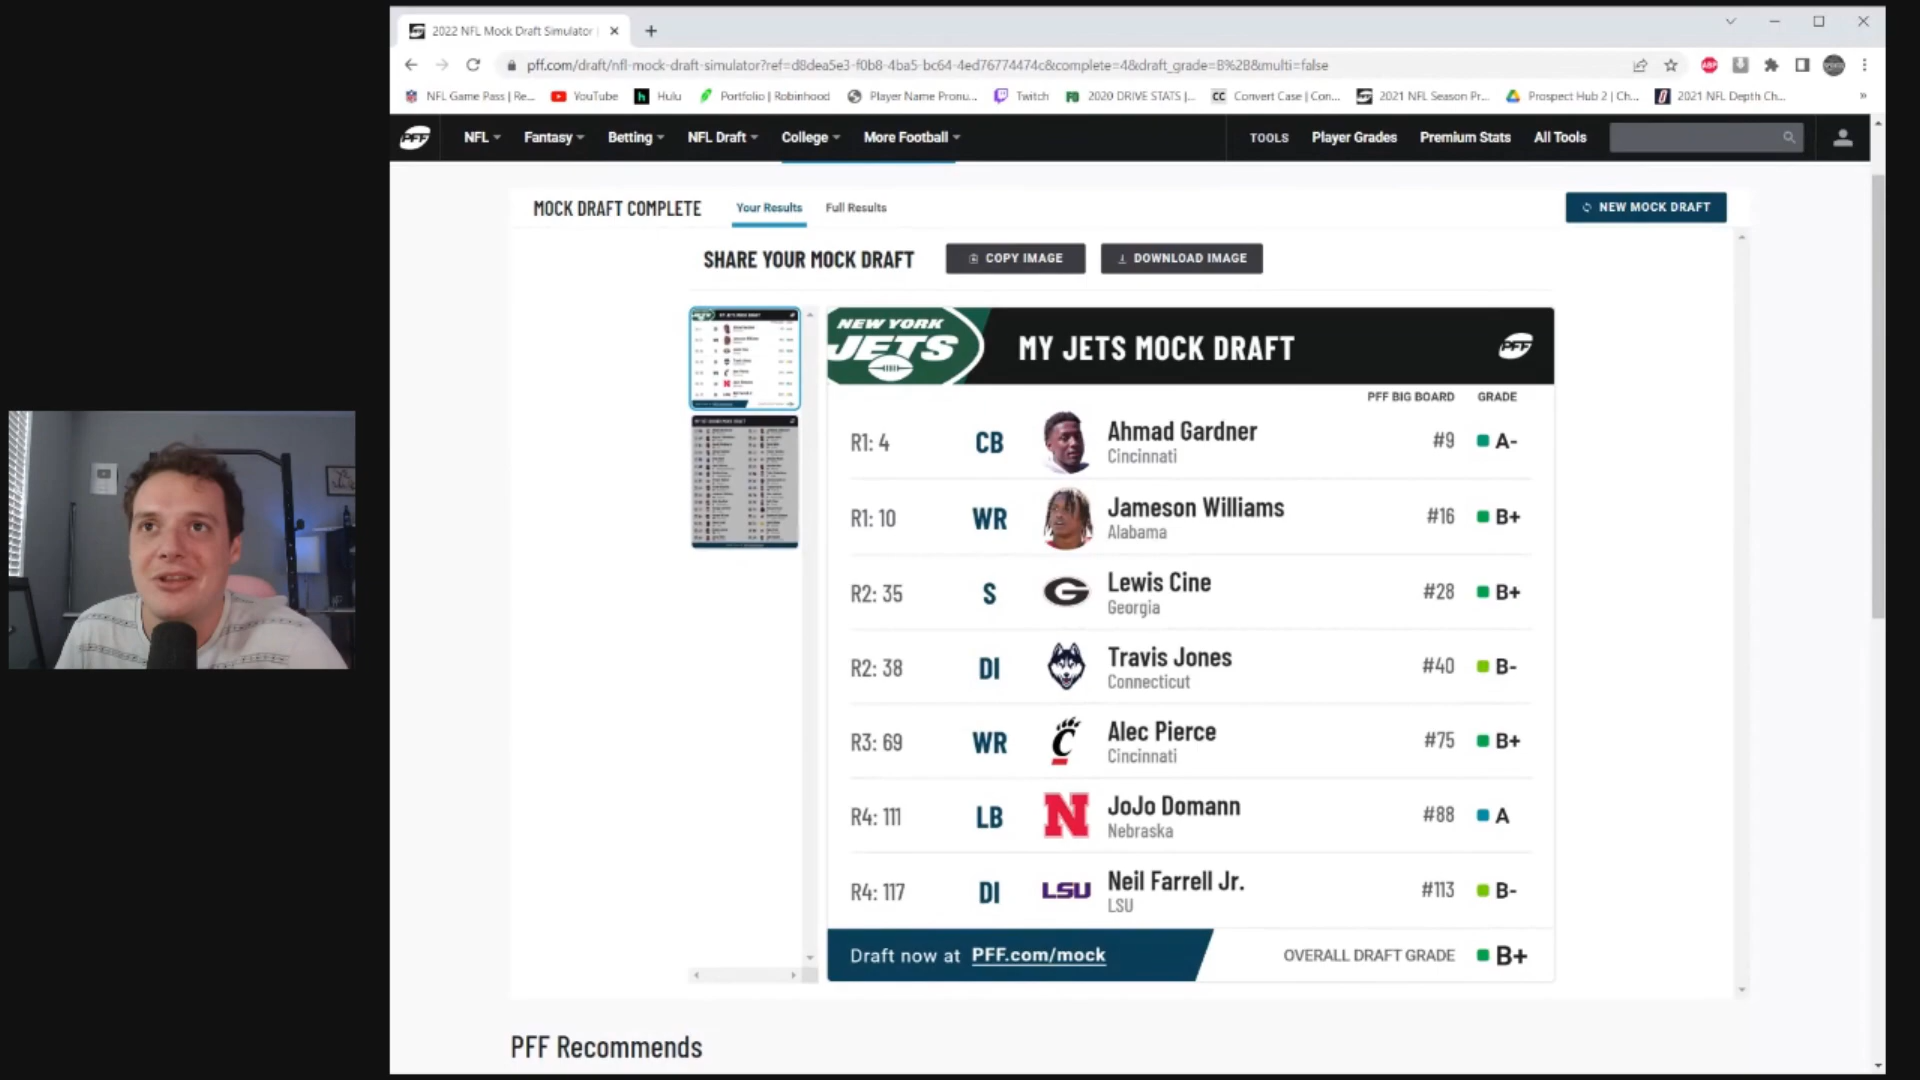 2022 NFL Mock Draft Simulator |
pff.com/draft/nfl-mock-draft-simulator?ref=d8dea5e3-f0b8-4ba5-bc64-4ed76774474c&complete=4&draft_grade=B%2B&multi=false
NFL Game Pass | Re... YouTube Hulu Portfolio | Robinhood Player Name Pronu... Twitch 2020 DRIVE STATS |... Convert Case | Con... 2021 NFL Season Pr... Prospect Hub 2 | Ch... 2021 NFL Depth Ch... »
PFF NFL Fantasy Betting NFL Draft College More Football TOOLS Player Grades Premium Stats All Tools
MOCK DRAFT COMPLETE Your Results Full Results NEW MOCK DRAFT
SHARE YOUR MOCK DRAFT COPY IMAGE DOWNLOAD IMAGE
NEW YORK JETS MY JETS MOCK DRAFT PFF
PFF BIG BOARD GRADE
R1: 4 CB Ahmad Gardner #9 A-
Cincinnati
R1: 10 WR Jameson Williams #16 B+
Alabama
R2: 35 S G Lewis Cine #28 B+
Georgia
R2: 38 DI Travis Jones #40 B-
Connecticut
R3: 69 WR C Alec Pierce #75 B+
Cincinnati
R4: 111 LB N JoJo Domann #88 A
Nebraska
R4: 117 DI LSU Neil Farrell Jr. #113 B-
LSU
Draft now at PFF.com/mock OVERALL DRAFT GRADE B+
PFF Recommends